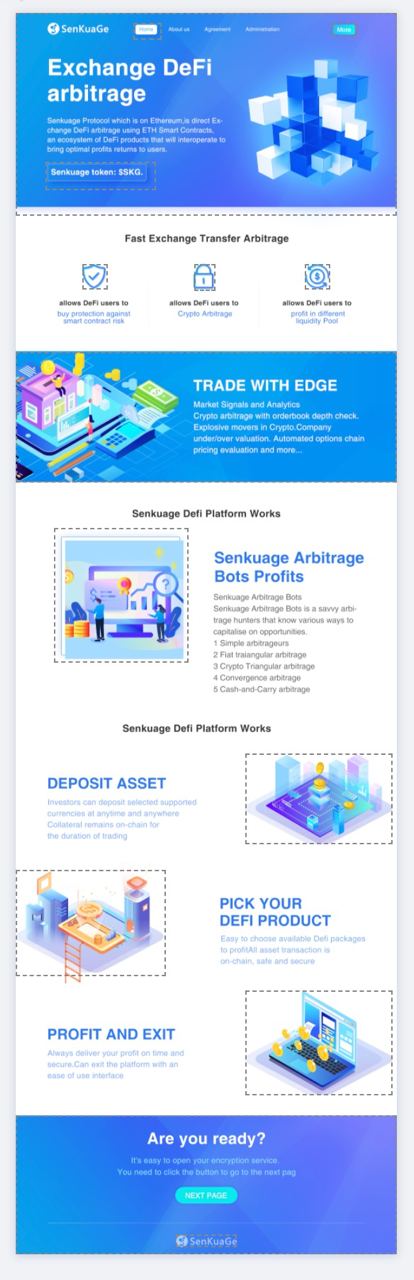 SenKuaGe
Home About us Agreement Administration More
Exchange DeFi
arbitrage
Senkuage Protocol which is on Ethereum,is direct Ex-
change DeFi arbitrage using ETH Smart Contracts,
an ecosystem of DeFi products that will interoperate to
bring optimal profits returns to users.
Senkuage token: $SKG.
Fast Exchange Transfer Arbitrage
allows DeFi users to
buy protection against
smart contract risk
allows DeFi users to
Crypto Arbitrage
allows DeFi users to
profit in different
liquidity Pool
TRADE WITH EDGE
Market Signals and Analytics
Crypto arbitrage with orderbook depth check.
Explosive movers in Crypto.Company
under/over valuation. Automated options chain
pricing evaluation and more...
Senkuage Defi Platform Works
Senkuage Arbitrage
Bots Profits
Senkuage Arbitrage Bots
Senkuage Arbitrage Bots is a savvy arbi-
trage hunters that know various ways to
capitalise on opportunities.
1 Simple arbitrageurs
2 Fiat traiangular arbitrage
3 Crypto Triangular arbitrage
4 Convergence arbitrage
5 Cash-and-Carry arbitrage
Senkuage Defi Platform Works
DEPOSIT ASSET
Investors can deposit selected supported
currencies at anytime and anywhere
Collateral remains on-chain for
the duration of trading
PICK YOUR
DEFI PRODUCT
Easy to choose available Defi packages
to profitAll asset transaction is
on-chain, safe and secure
PROFIT AND EXIT
Always deliver your profit on time and
secure.Can exit the platform with an
ease of use interface
Are you ready?
It's easy to open your encryption service.
You need to click the button to go to the next pag
NEXT PAGE
SenKuaGe